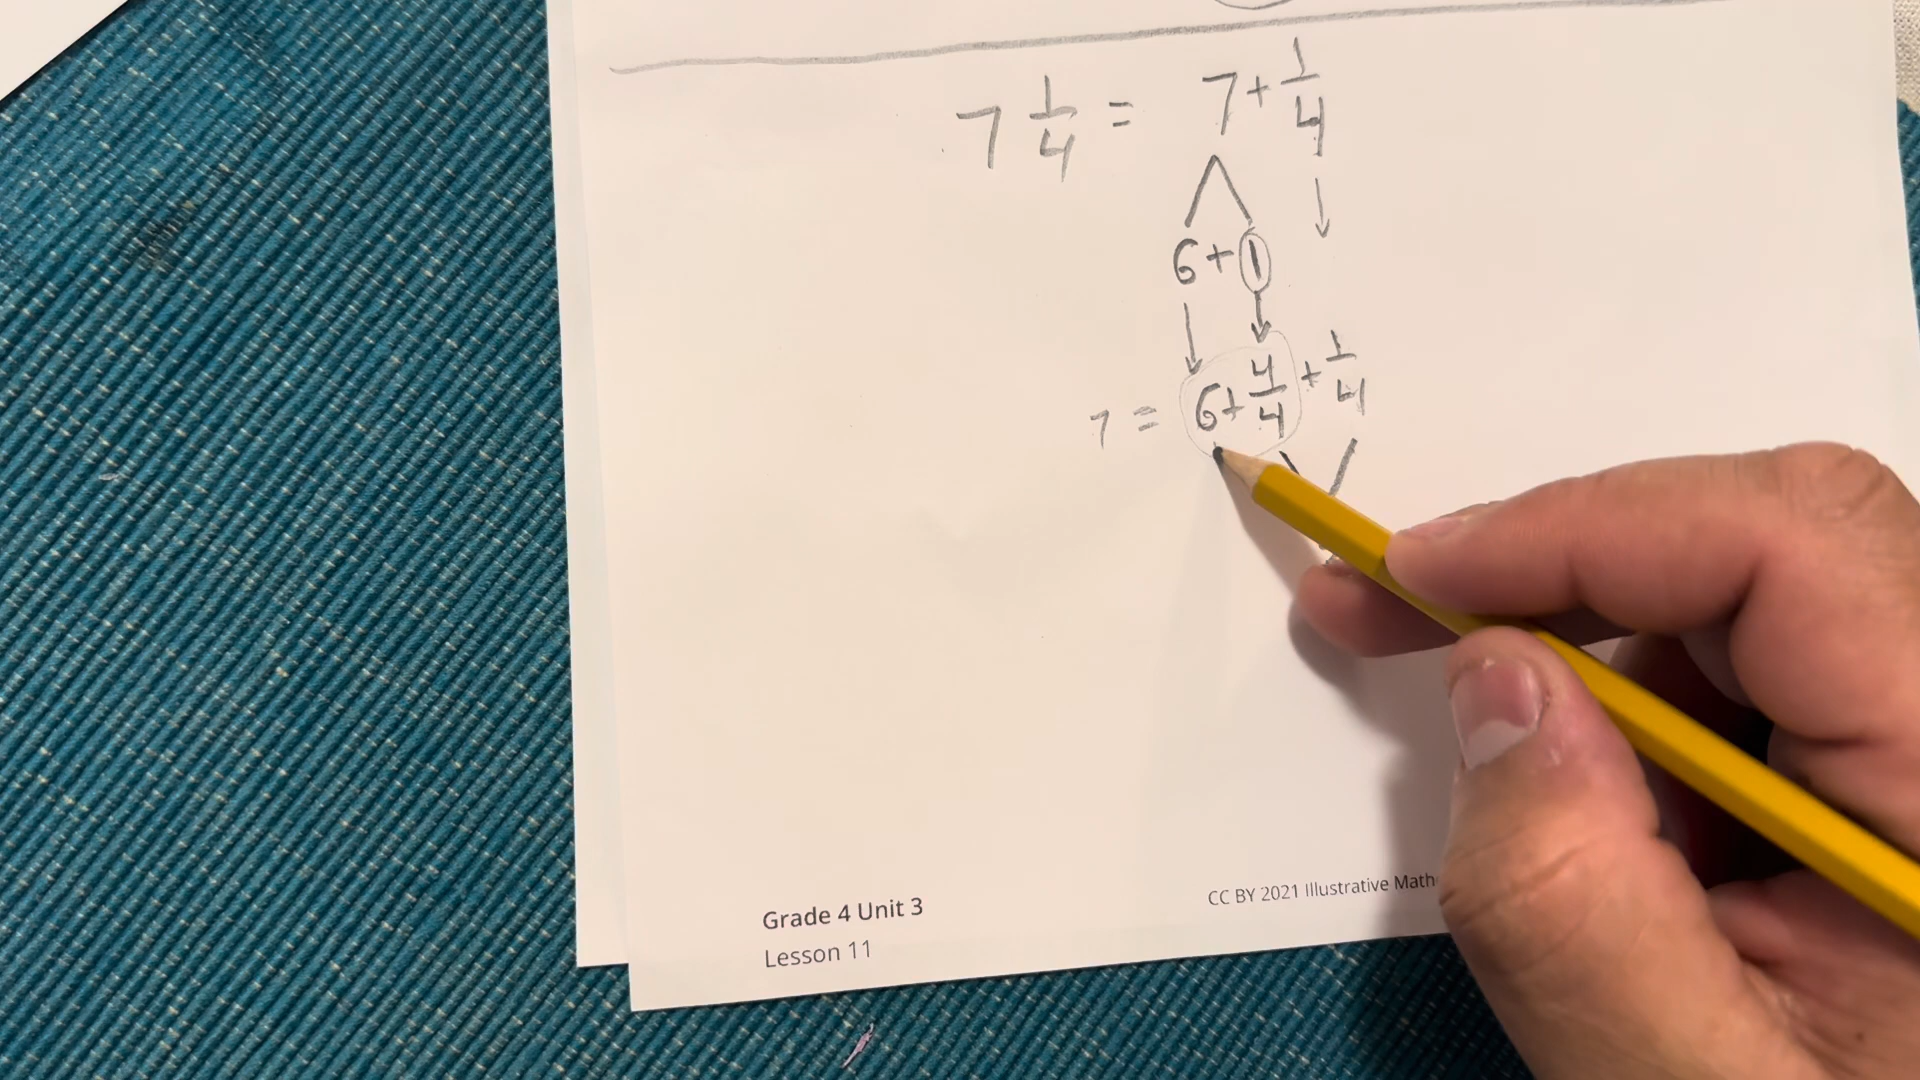 7 1/4 = 7 + 1/4
6 + 1
7 = 6 + 4/4 + 1/4
Grade 4 Unit 3
CC BY 2021 Illustrative Math
Lesson 11